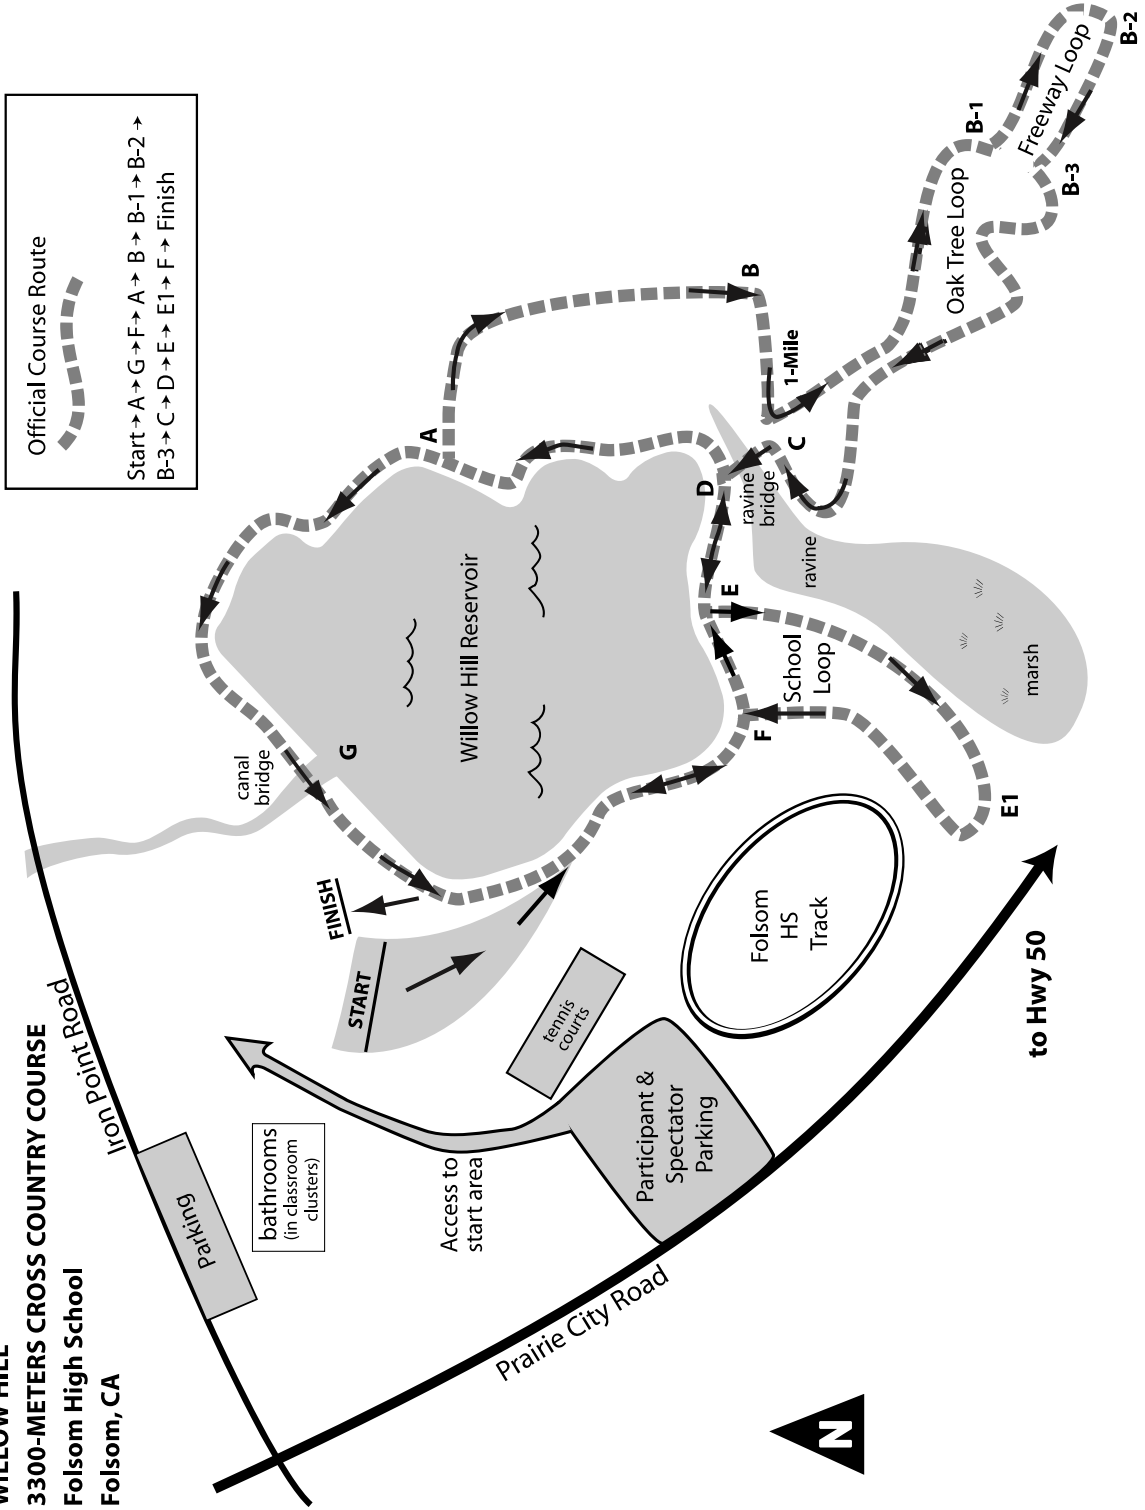 WILLOW HILL
3300-METERS CROSS COUNTRY COURSE
Folsom High School
Folsom, CA
Official Course Route
Start→A→G→F→A→B→B-1→B-2→
B-3→C→D→E→E1→F→Finish
Iron Point Road
Parking
bathrooms
(in classroom
clusters)
Access to
start area
Prairie City Road
Participant &
Spectator
Parking
tennis
courts
START
FINISH
canal
bridge
G
Willow Hill Reservoir
A
B
1-Mile
C
D
ravine
bridge
ravine
E
School
Loop
F
marsh
E1
Folsom
HS
Track
to Hwy 50
Oak Tree Loop
B-1
Freeway Loop
B-2
B-3
N